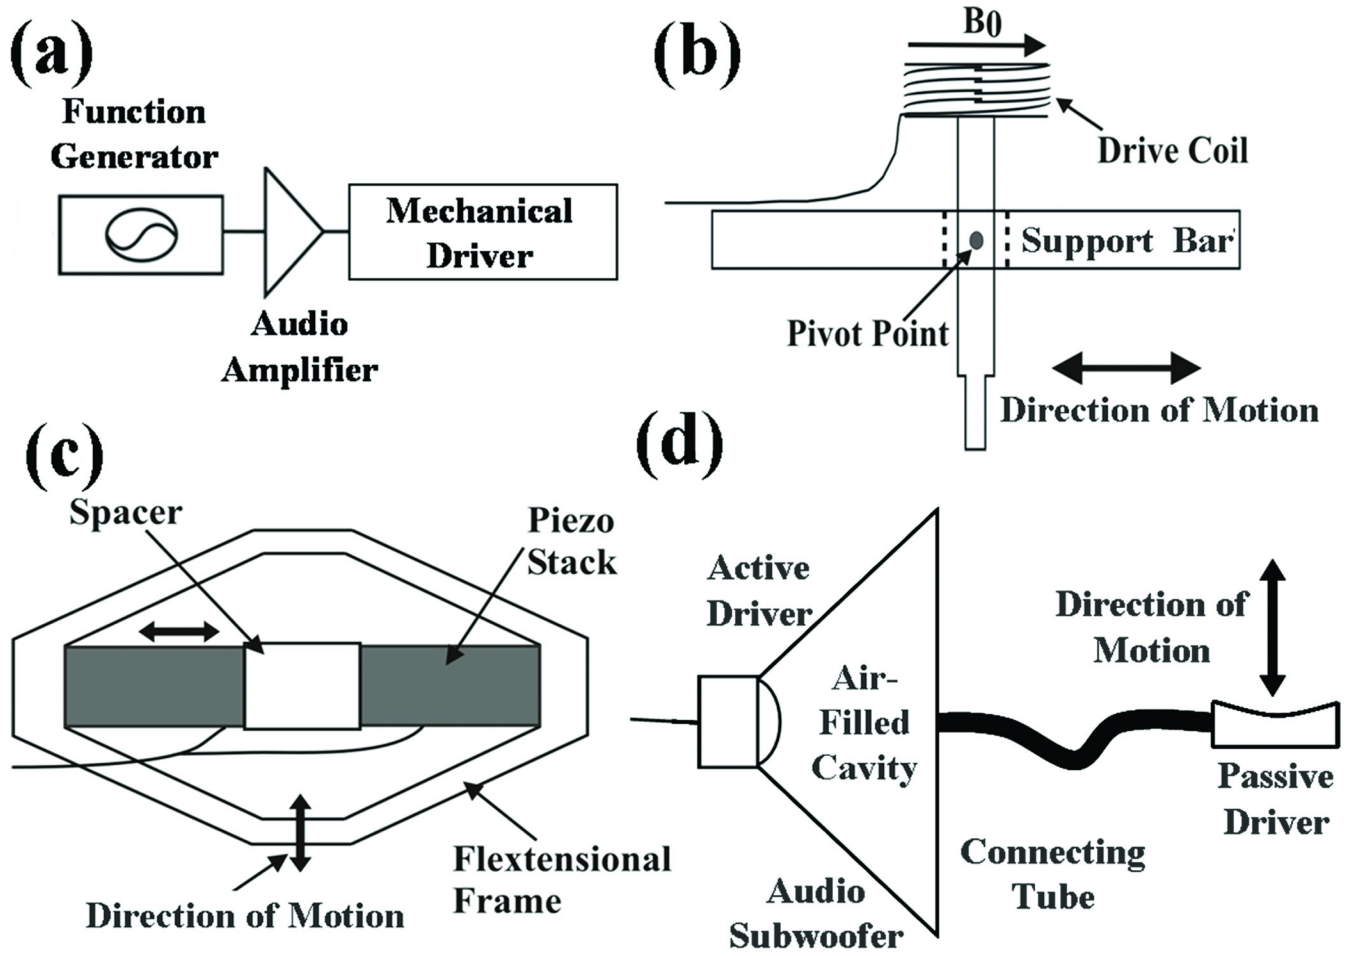 (a)
Function
Generator
Mechanical
Driver
Audio
Amplifier
(b)
B0
Drive Coil
Support Bar
Pivot Point
Direction of Motion
(c)
Spacer
Piezo
Stack
Flextensional
Frame
Direction of Motion
(d)
Active
Driver
Air-
Filled
Cavity
Direction of
Motion
Passive
Driver
Connecting
Tube
Audio
Subwoofer